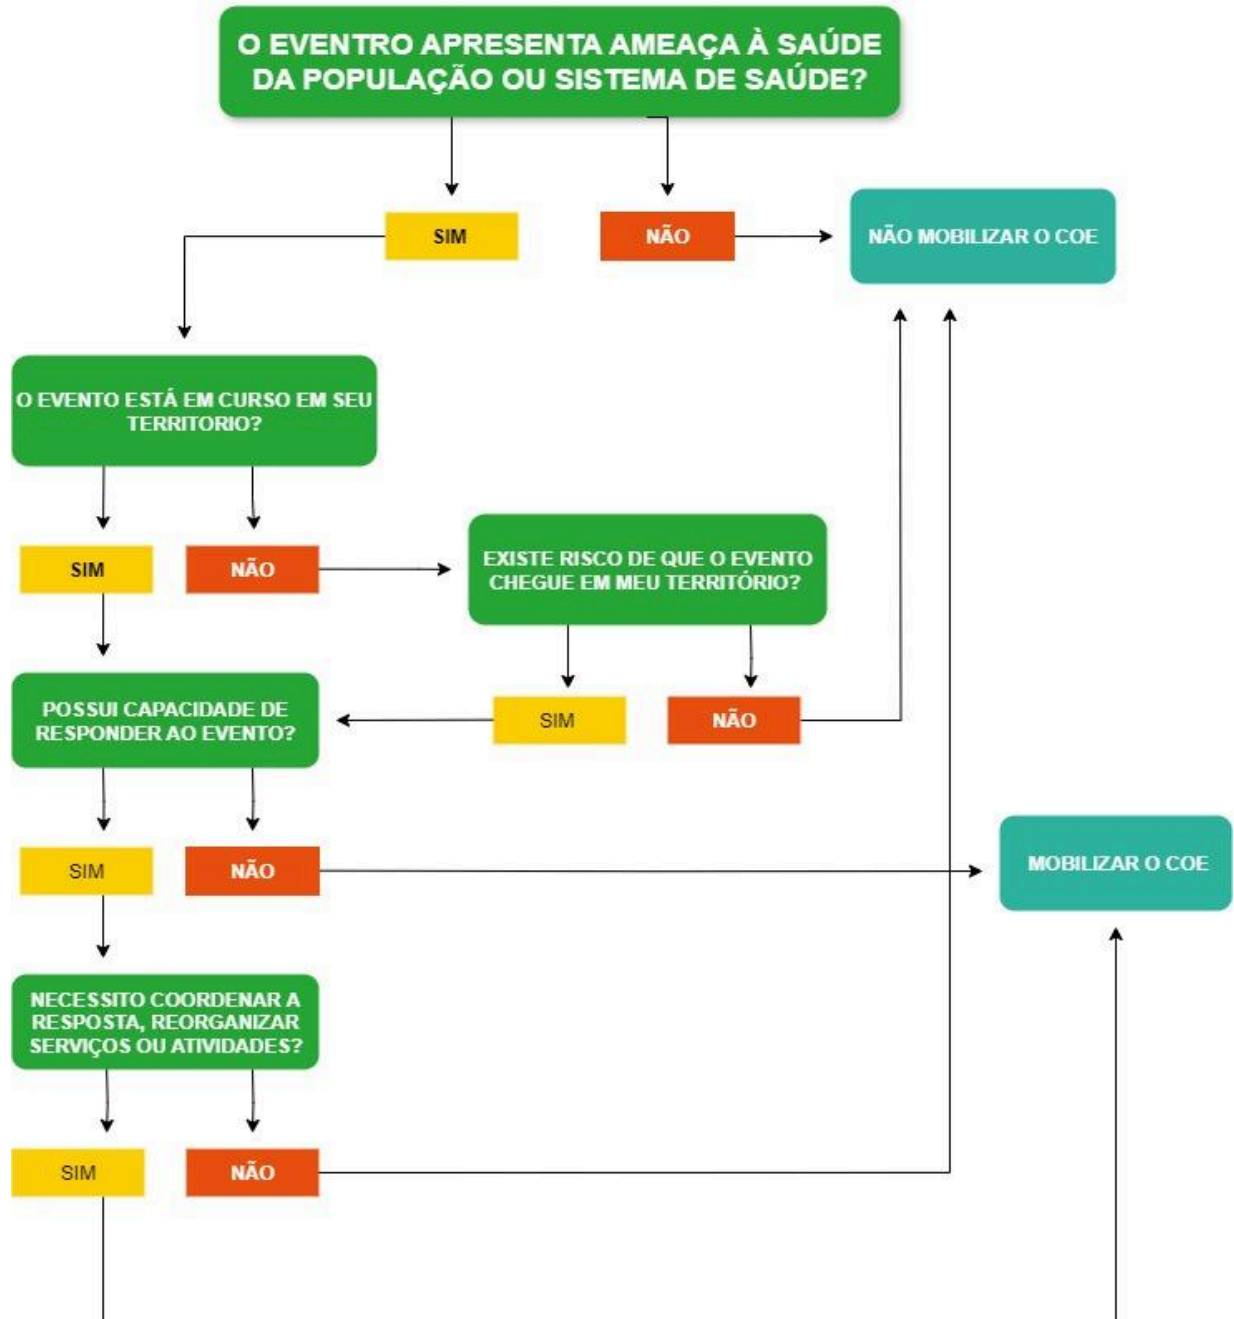 O EVENTRO APRESENTA AMEAÇA À SAÚDE
DA POPULAÇÃO OU SISTEMA DE SAÚDE?
SIM
NÃO
NÃO MOBILIZAR O COE
O EVENTO ESTÁ EM CURSO EM SEU
TERRITORIO?
SIM
NÃO
EXISTE RISCO DE QUE O EVENTO
CHEGUE EM MEU TERRITÓRIO?
SIM
NÃO
POSSUI CAPACIDADE DE
RESPONDER AO EVENTO?
SIM
NÃO
MOBILIZAR O COE
NECESSITO COORDENAR A
RESPOSTA, REORGANIZAR
SERVIÇOS OU ATIVIDADES?
SIM
NÃO